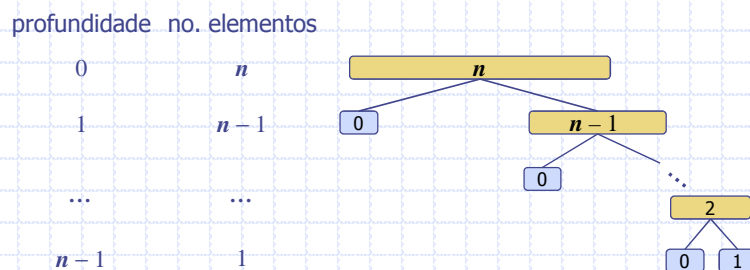 profundidade no. elementos
0 n n
1 n – 1 0 n – 1
0
... ... ...
2
n – 1 1 0 1